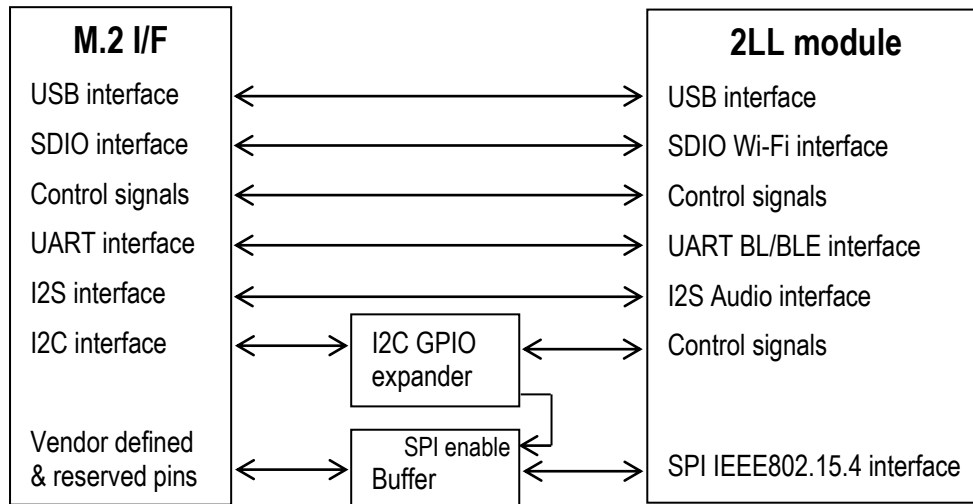 M.2 I/F
2LL module
USB interface
USB interface
SDIO interface
SDIO Wi-Fi interface
Control signals
Control signals
UART interface
UART BL/BLE interface
I2S interface
I2S Audio interface
I2C interface
I2C GPIO
expander
Control signals
Vendor defined
& reserved pins
SPI enable
Buffer
SPI IEEE802.15.4 interface